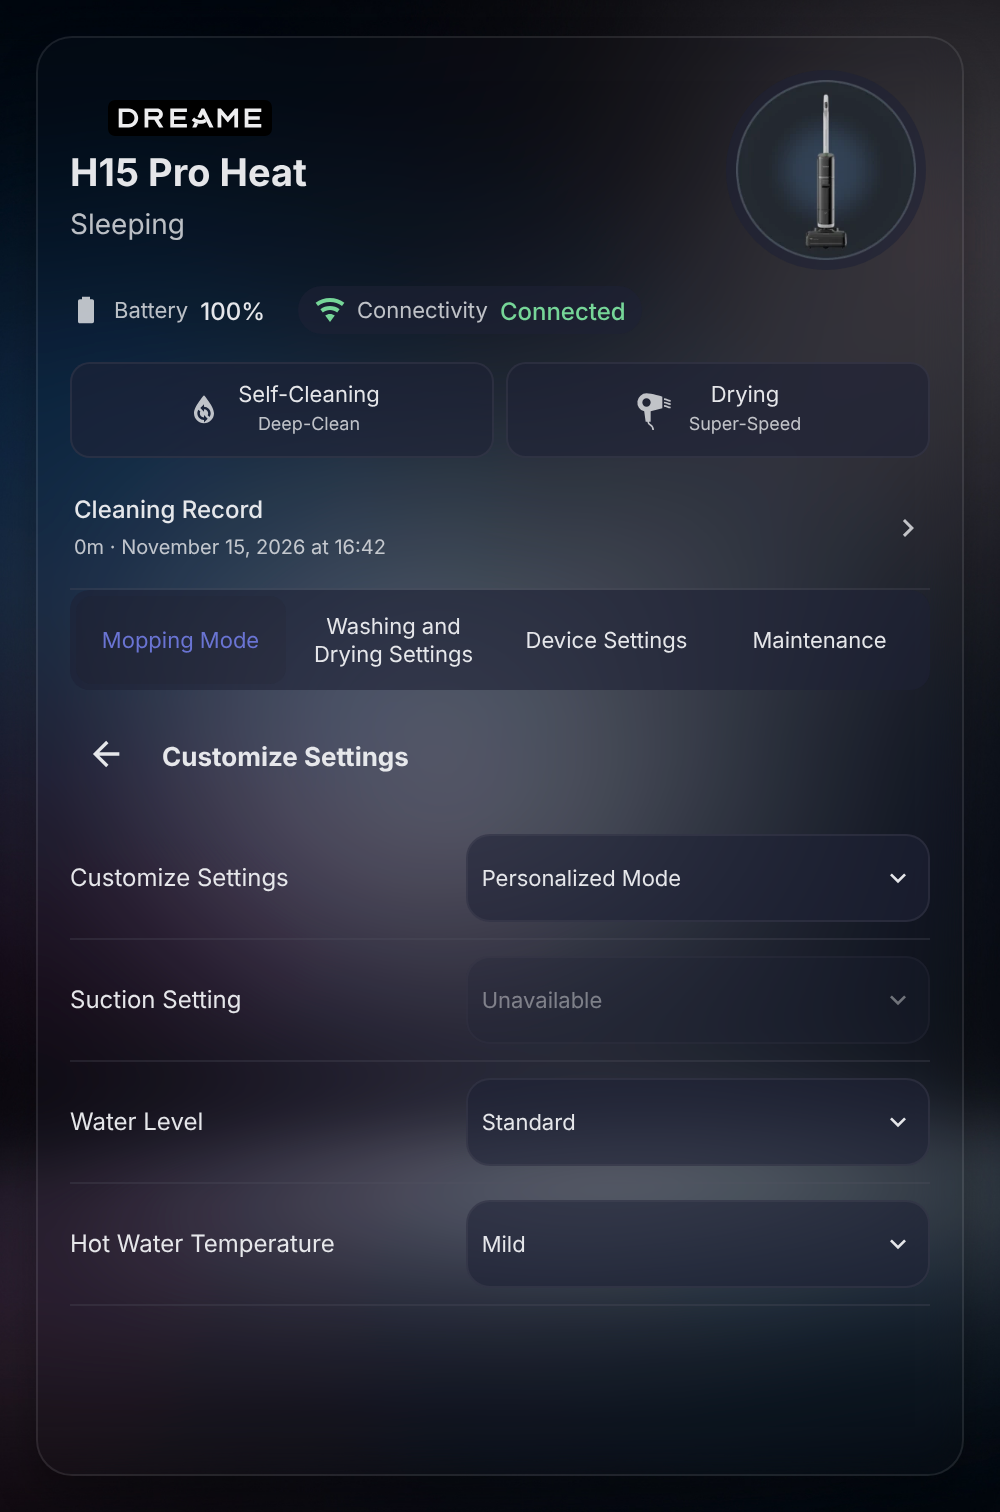 DREAME
H15 Pro Heat
Sleeping
Battery 100% Connectivity Connected
Self-Cleaning
Deep-Clean
Drying
Super-Speed
Cleaning Record
0m · November 15, 2026 at 16:42
Mopping Mode
Washing and
Drying Settings
Device Settings
Maintenance
Customize Settings
Customize Settings
Personalized Mode
Suction Setting
Unavailable
Water Level
Standard
Hot Water Temperature
Mild